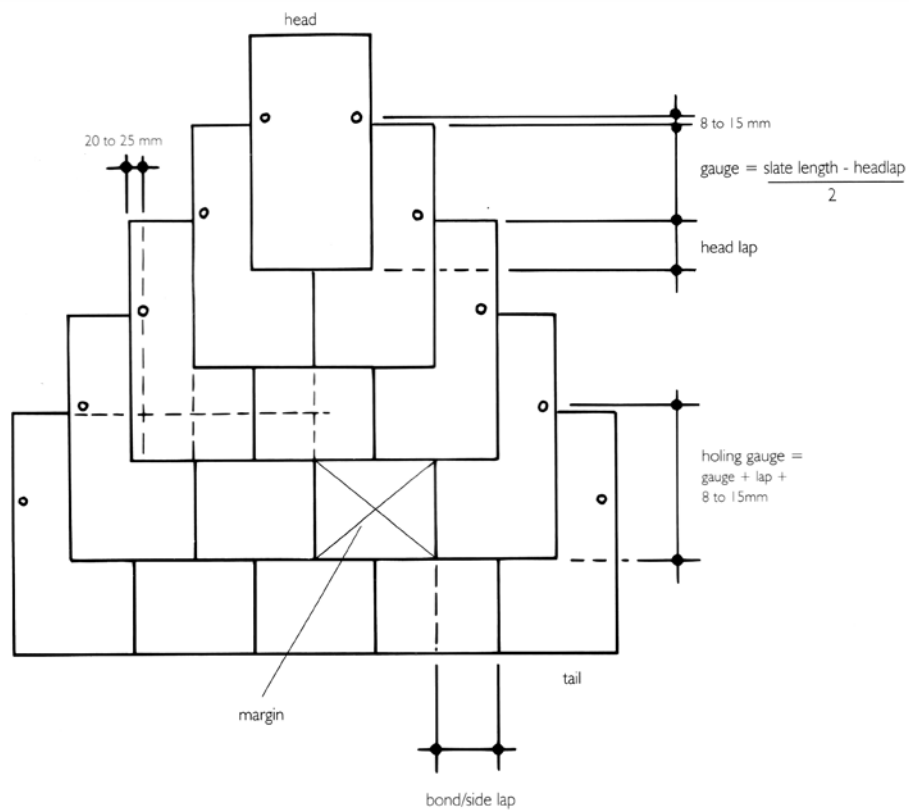 head
20 to 25 mm
8 to 15 mm
gauge = slate length - headlap
2
head lap
holing gauge =
gauge + lap +
8 to 15mm
tail
margin
bond/side lap